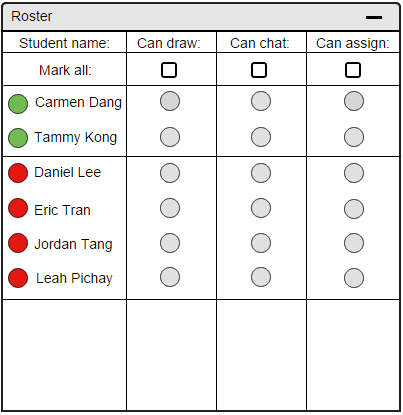 Roster
Student name: Can draw: Can chat: Can assign:
Mark all:
Carmen Dang
Tammy Kong
Daniel Lee
Eric Tran
Jordan Tang
Leah Pichay